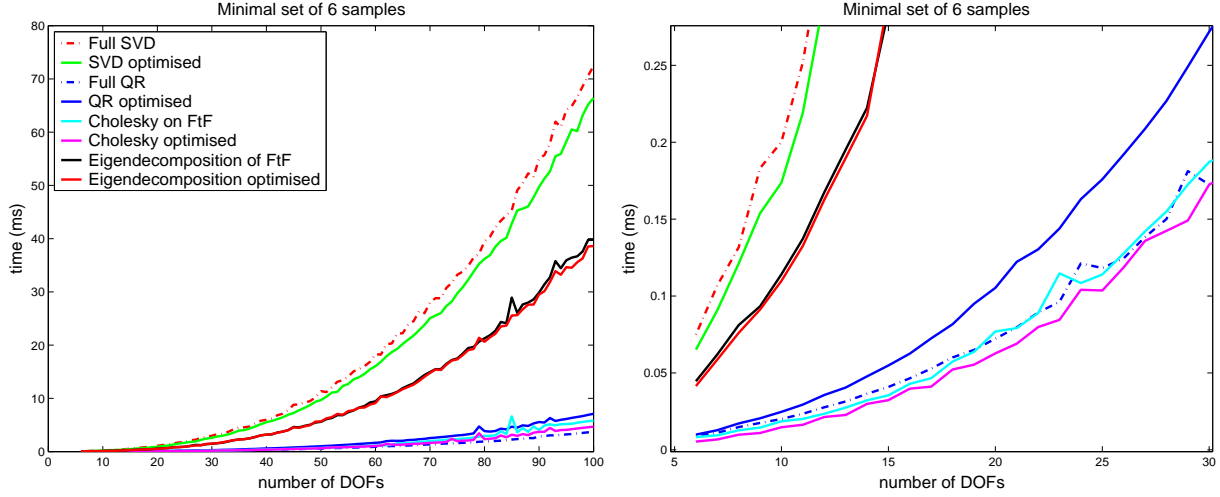 Minimal set of 6 samples
80
70
60
50
40
30
20
10
0
time (ms)
Full SVD
SVD optimised
Full QR
QR optimised
Cholesky on FtF
Cholesky optimised
Eigendecomposition of FtF
Eigendecomposition optimised
0 10 20 30 40 50 60 70 80 90 100
number of DOFs
Minimal set of 6 samples
0.25
0.2
0.15
0.1
0.05
0
time (ms)
5 10 15 20 25 30
number of DOFs